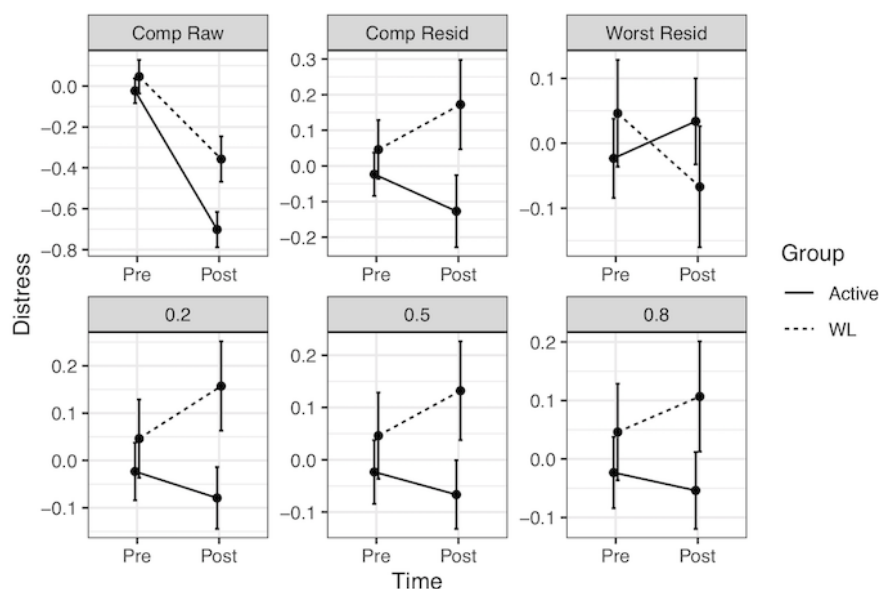 Comp Raw
Comp Resid
Worst Resid
0.0
−0.2
−0.4
−0.6
−0.8
Pre
Post
0.3
0.2
0.1
0.0
−0.1
−0.2
Pre
Post
0.1
0.0
−0.1
Pre
Post
Distress
0.2
0.5
0.8
0.2
0.1
0.0
−0.1
Pre
Post
0.2
0.1
0.0
−0.1
Pre
Post
0.2
0.1
0.0
−0.1
Pre
Post
Time
Group
Active
WL